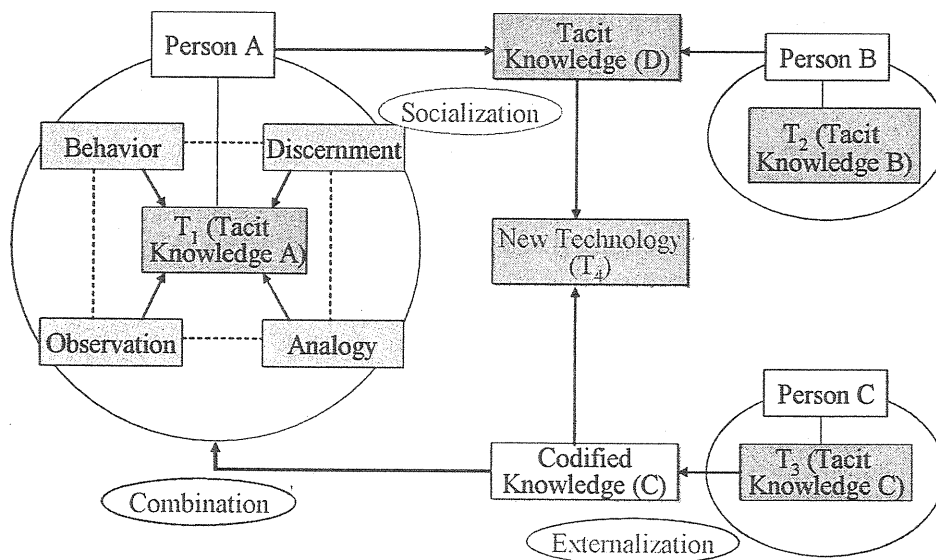 Person A
Tacit
Knowledge (D)
Person B
Socialization
Behavior
Discernment
T₂ (Tacit
Knowledge B)
T₁ (Tacit
Knowledge A)
New Technology
(T₄)
Observation
Analogy
Person C
Codified
Knowledge (C)
T₃ (Tacit
Knowledge C)
Combination
Externalization